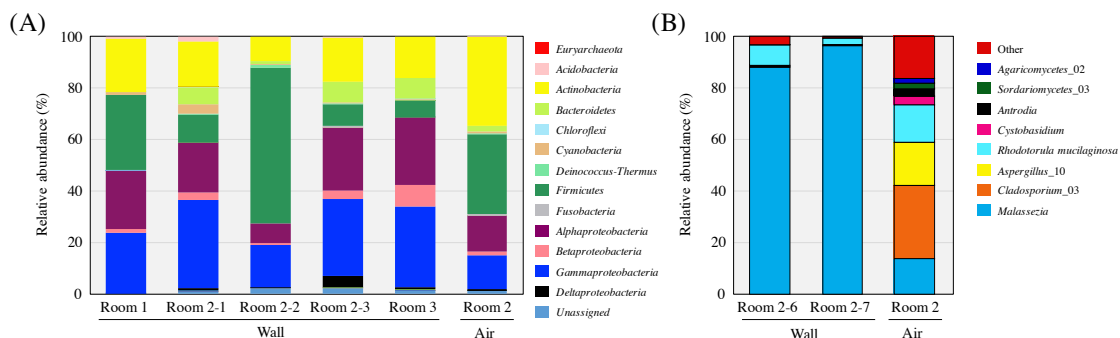 (A)
Relative abundance (%)
100
80
60
40
20
0
Room 1
Room 2-1
Room 2-2
Room 2-3
Room 3
Room 2
Wall
Air
Euryarchaeota
Acidobacteria
Actinobacteria
Bacteroidetes
Chloroflexi
Cyanobacteria
Deinococcus-Thermus
Firmicutes
Fusobacteria
Alphaproteobacteria
Betaproteobacteria
Gammaproteobacteria
Deltaproteobacteria
Unassigned
(B)
Relative abundance (%)
100
80
60
40
20
0
Room 2-6
Room 2-7
Room 2
Wall
Air
Other
Agaricomycetes_02
Sordariomycetes_03
Antrodia
Cystobasidium
Rhodotorula mucilaginosa
Aspergillus_10
Cladosporium_03
Malassezia